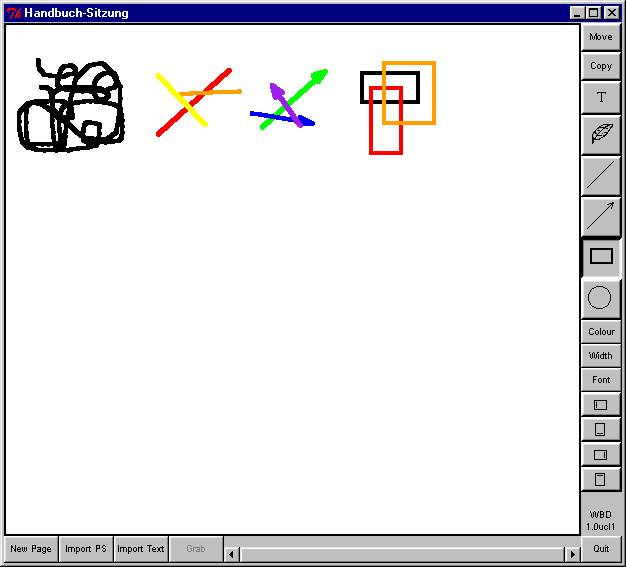 Handbuch-Sitzung
Move
Copy
T
Colour
Width
Font
WBD
1.0ucl1
New Page
Import PS
Import Text
Grab
Quit